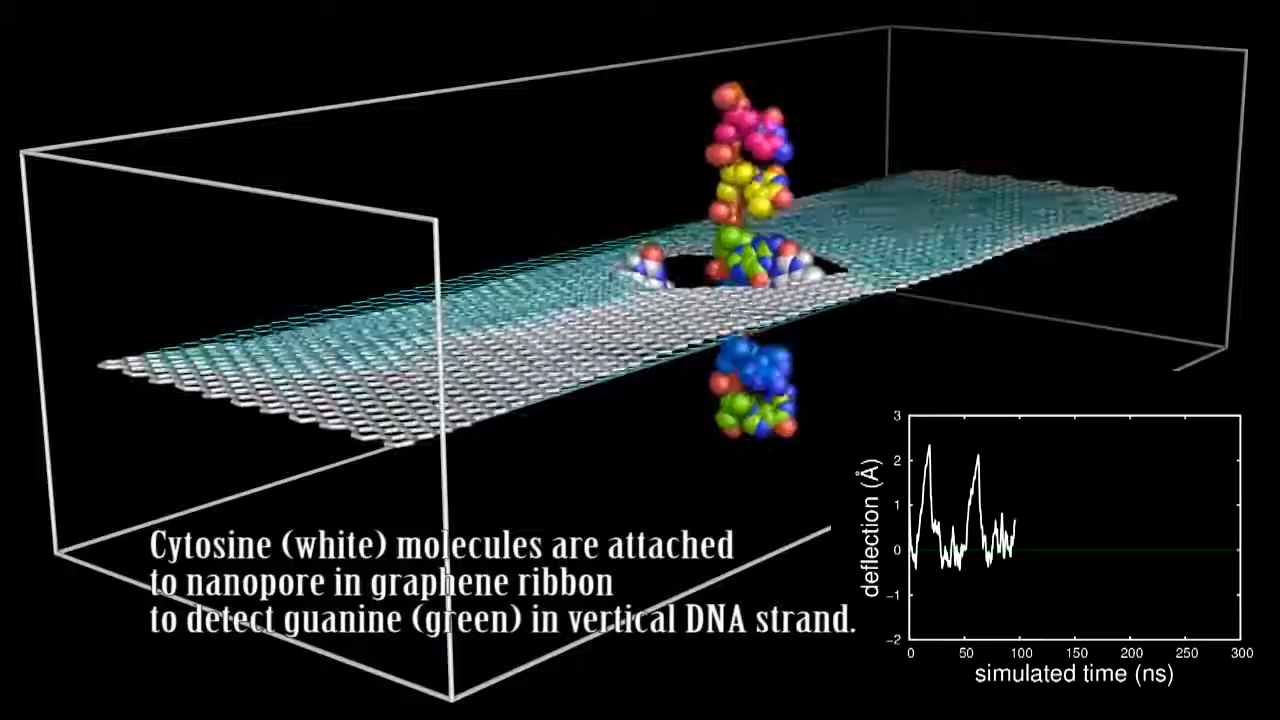 Cytosine (white) molecules are attached
to nanopore in graphene ribbon
to detect guanine (green) in vertical DNA strand.
deflection (Å)
3
2
1
0
−1
−2
0 50 100 150 200 250 300
simulated time (ns)